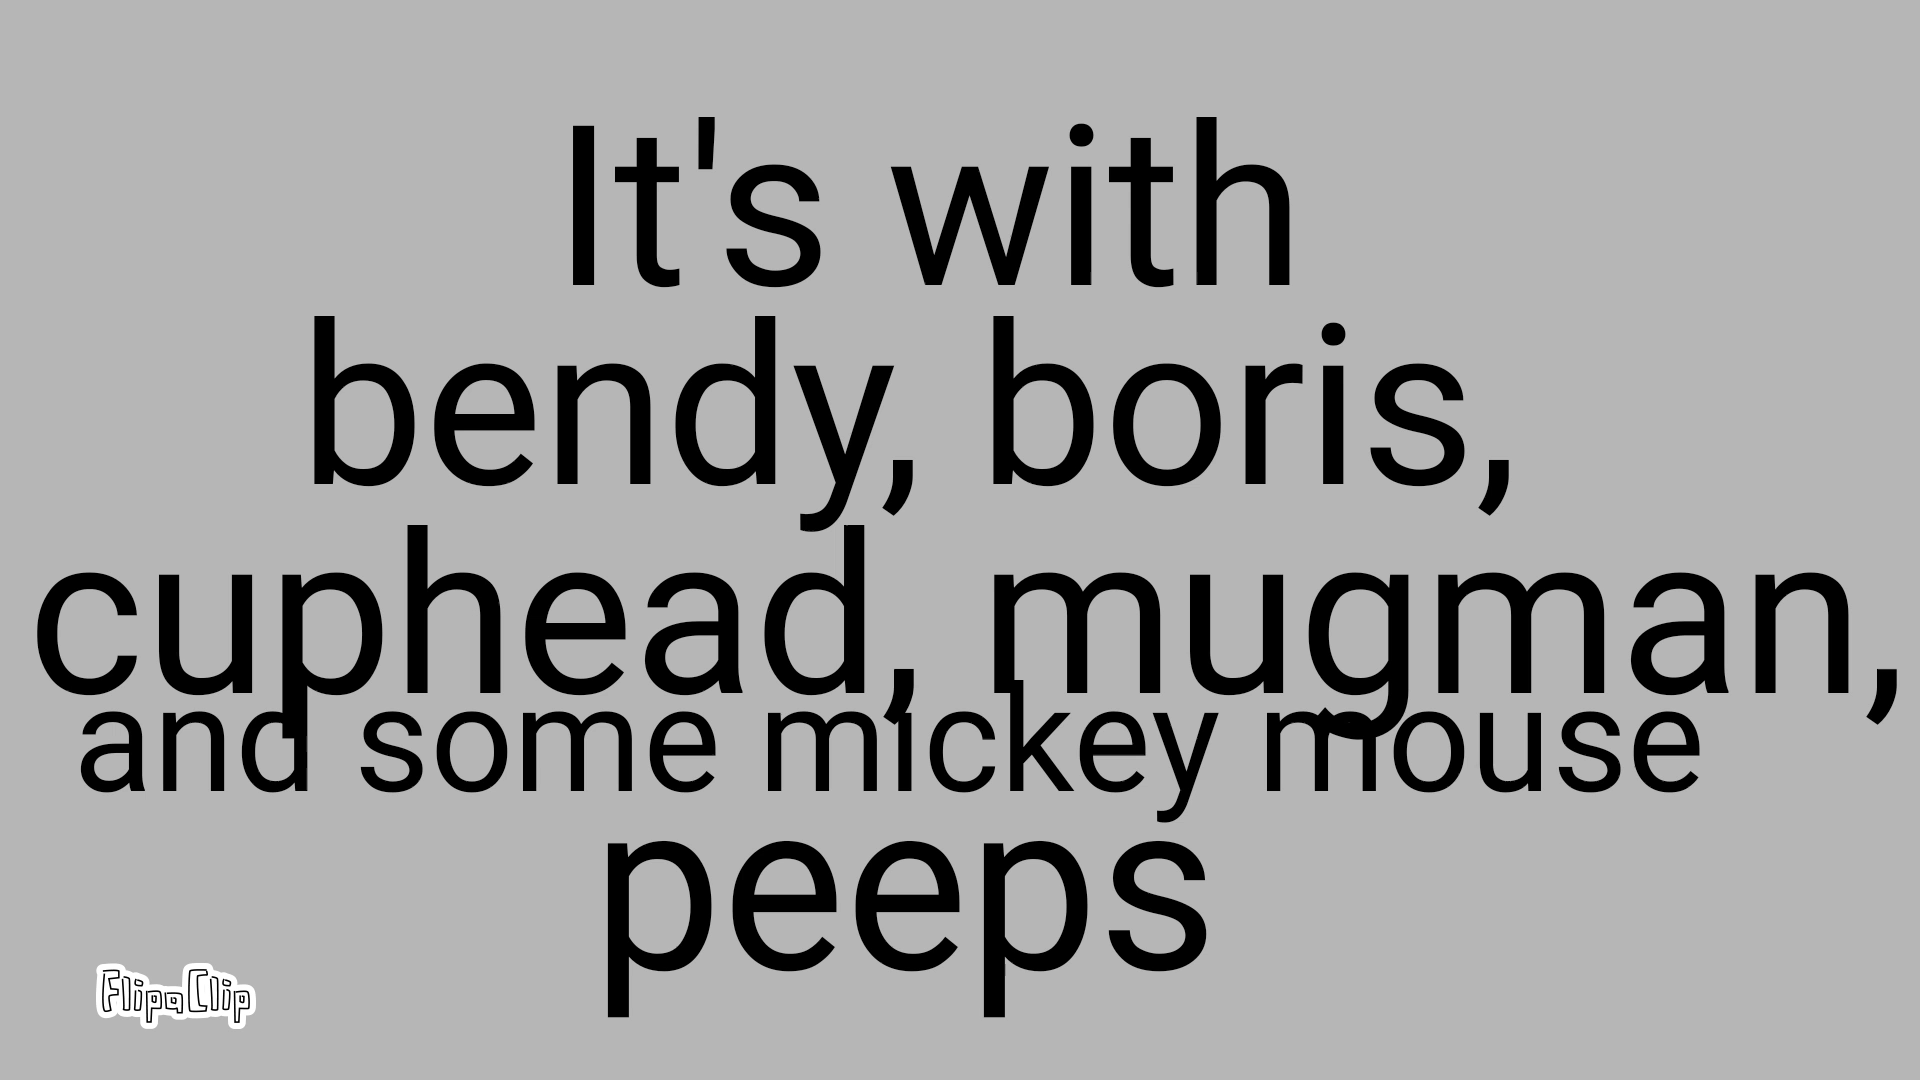 It's with
bendy, boris,
cuphead, mugman,
and some mickey mouse
peeps
FlipaClip